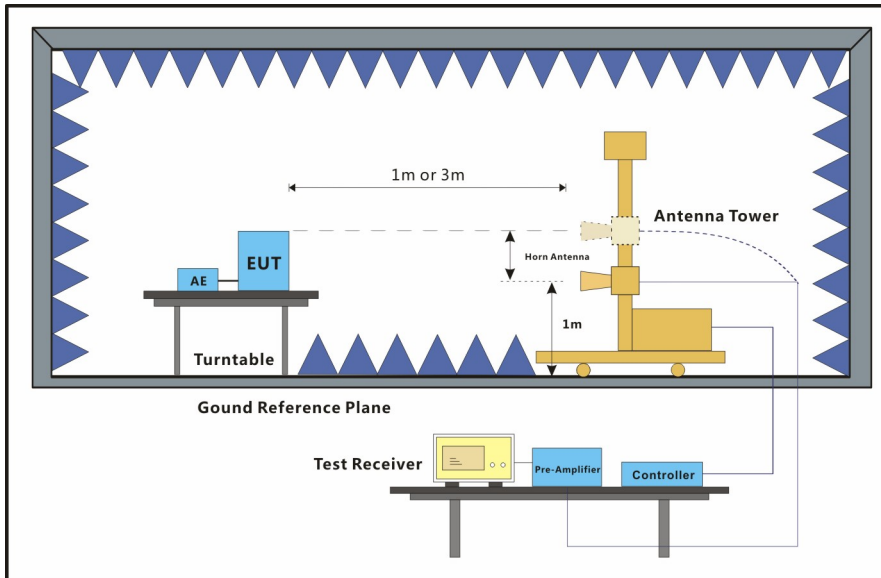 1m or 3m
Antenna Tower
Horn Antenna
EUT
AE
1m
Turntable
Gound Reference Plane
Test Receiver
Pre-Amplifier
Controller